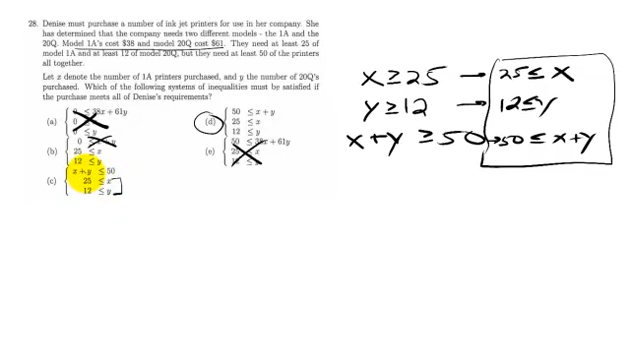 28. Denise must purchase a number of ink jet printers for use in her company. She
has determined that the company needs two different models - the 1A and
the 20Q. Model 1A's cost $38 and model 20Q cost $61. They need at least 25 of
model 1A and at least 12 of model 20Q, but they need at least 50 of the printers
all together.
Let x denote the number of 1A printers purchased, and y the number of 20Q's
purchased. Which of the following systems of inequalities must be satisfied if
the purchase meets all of Denise's requirements?
(a) ≤ 38x + 61y
0
0 ≤ y
(b) 0
25 ≤ x
12 ≤ y
(c) x + y ≤ 50
25 ≤ x
12 ≤ y
(d) 50 ≤ x + y
25 ≤ x
12 ≤ y
(e) 50 ≤ 38x + 61y
25 ≤ x
12 ≤ y
x ≥ 25 → 25 ≤ x
y ≥ 12 → 12 ≤ y
x + y ≥ 50 → 50 ≤ x + y